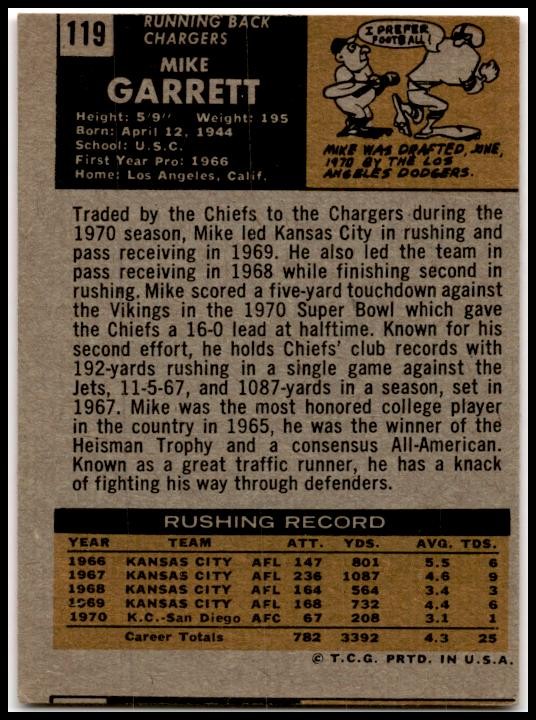 119
RUNNING BACK
CHARGERS
MIKE
GARRETT
Height: 5'9" Weight: 195
Born: April 12, 1944
School: U.S.C.
First Year Pro: 1966
Home: Los Angeles, Calif.
I PREFER
FOOTBALL
MIKE WAS DRAFTED, JUNE,
1970 BY THE LOS
ANGELES DODGERS.
Traded by the Chiefs to the Chargers during the
1970 season, Mike led Kansas City in rushing and
pass receiving in 1969. He also led the team in
pass receiving in 1968 while finishing second in
rushing. Mike scored a five-yard touchdown against
the Vikings in the 1970 Super Bowl which gave
the Chiefs a 16-0 lead at halftime. Known for his
second effort, he holds Chiefs' club records with
192-yards rushing in a single game against the
Jets, 11-5-67, and 1087-yards in a season, set in
1967. Mike was the most honored college player
in the country in 1965, he was the winner of the
Heisman Trophy and a consensus All-American.
Known as a great traffic runner, he has a knack
of fighting his way through defenders.
RUSHING RECORD
YEAR TEAM ATT. YDS. AVG. TDS.
1966 KANSAS CITY AFL 147 801 5.5 6
1967 KANSAS CITY AFL 236 1087 4.6 9
1968 KANSAS CITY AFL 164 564 3.4 3
1969 KANSAS CITY AFL 168 732 4.4 6
1970 K.C.-San Diego AFC 67 208 3.1 1
Career Totals 782 3392 4.3 25
© T.C.G. PRTD. IN U.S.A.